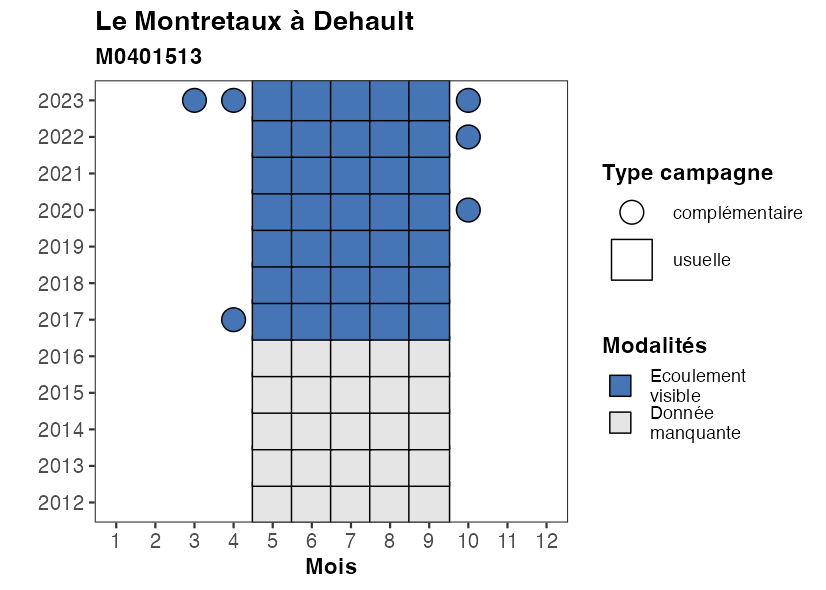 Le Montretaux à Dehault
M0401513
2023
2022
2021
2020
2019
2018
2017
2016
2015
2014
2013
2012
1 2 3 4 5 6 7 8 9 10 11 12
Mois
Type campagne
complémentaire
usuelle
Modalités
Ecoulement
visible
Donnée
manquante